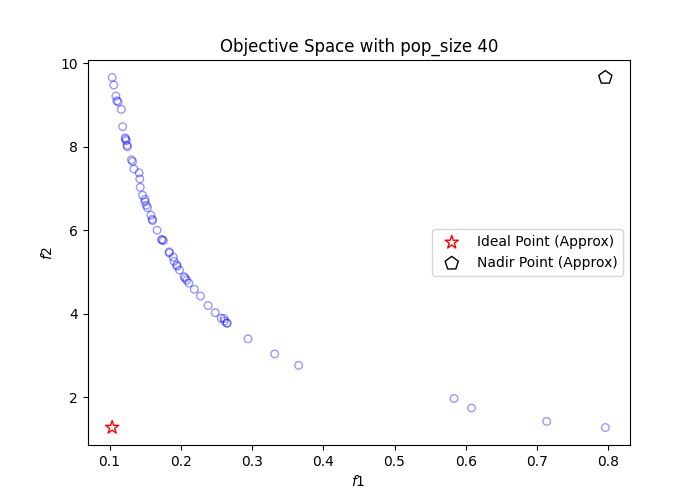 Objective Space with pop_size 40
10
8
6
4
2
f2
Ideal Point (Approx)
Nadir Point (Approx)
0.1 0.2 0.3 0.4 0.5 0.6 0.7 0.8
f1